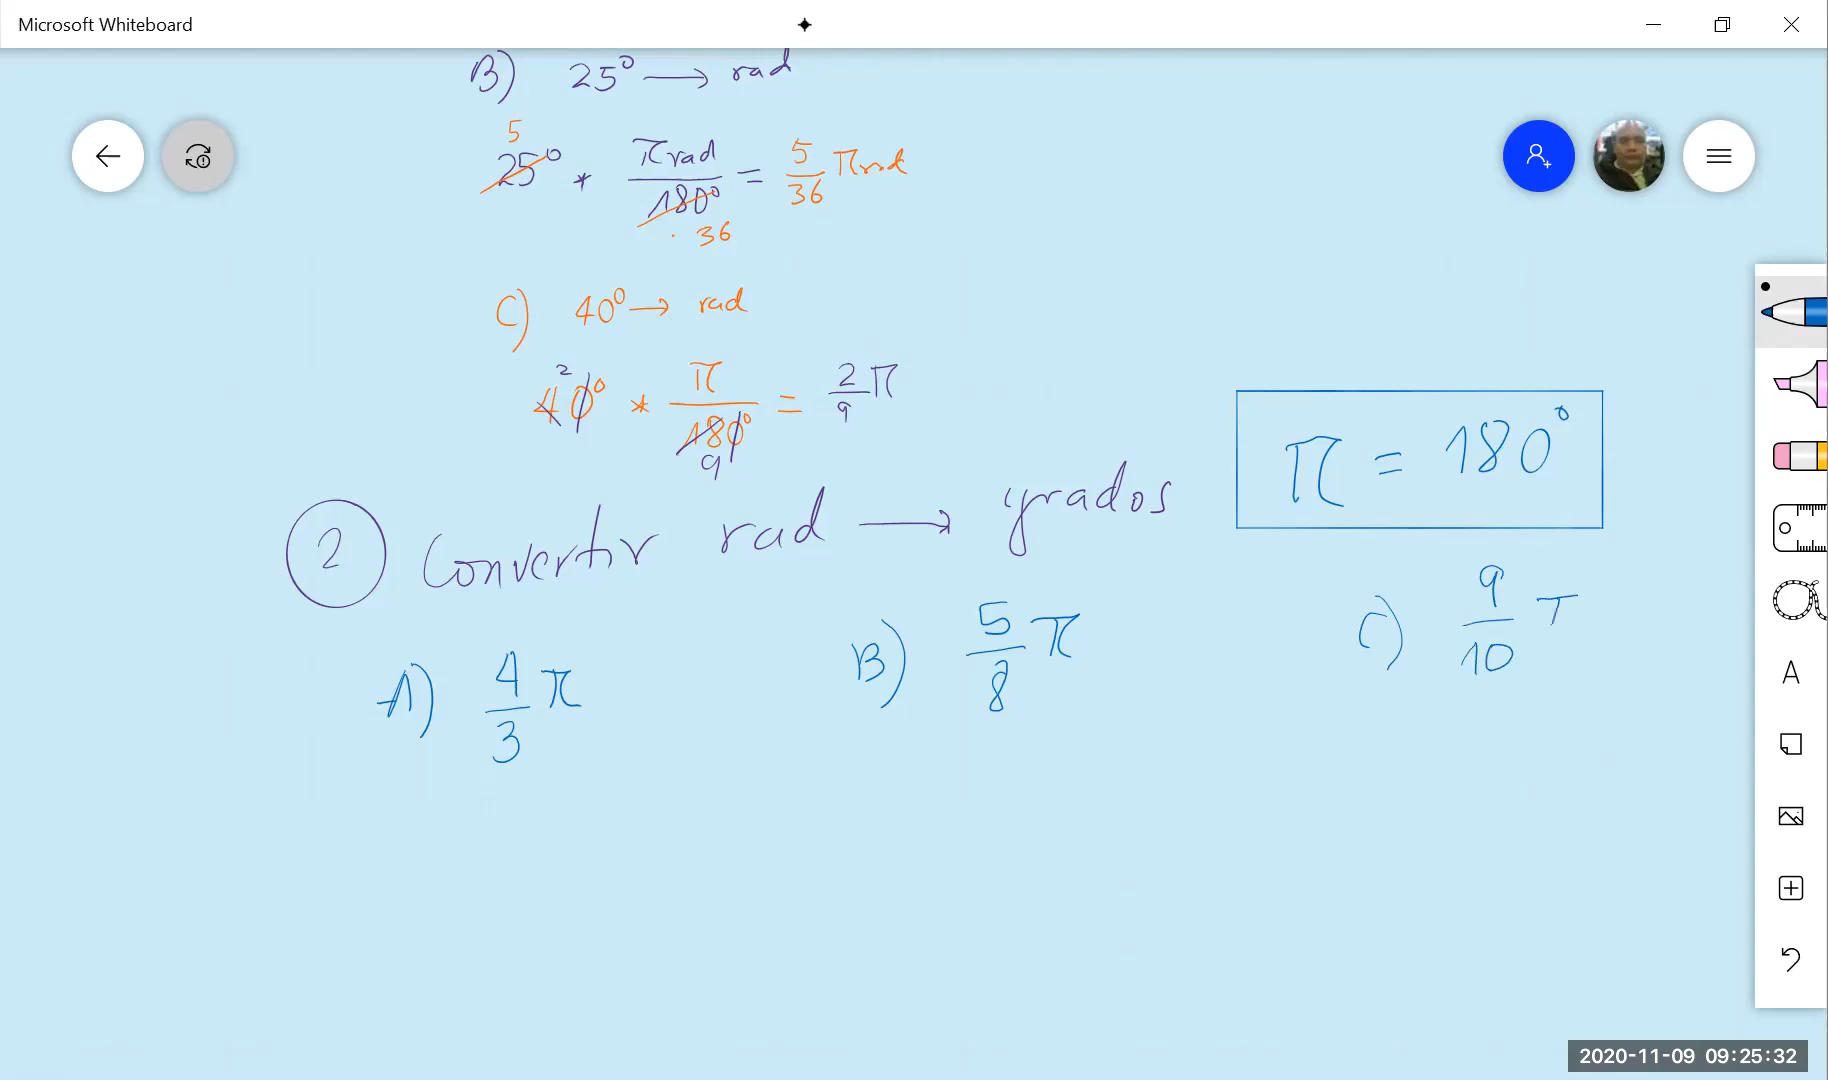 Microsoft Whiteboard
B) 25° → rad
5
25° * π rad / 180° = 5/36 π rad
36
C) 40° → rad
2
40° * π / 180° = 2/9 π
9
π = 180°
2 Convertir rad → grados
A) 4/3 π
B) 5/8 π
C) 9/10 T
A
2020-11-09 09:25:32